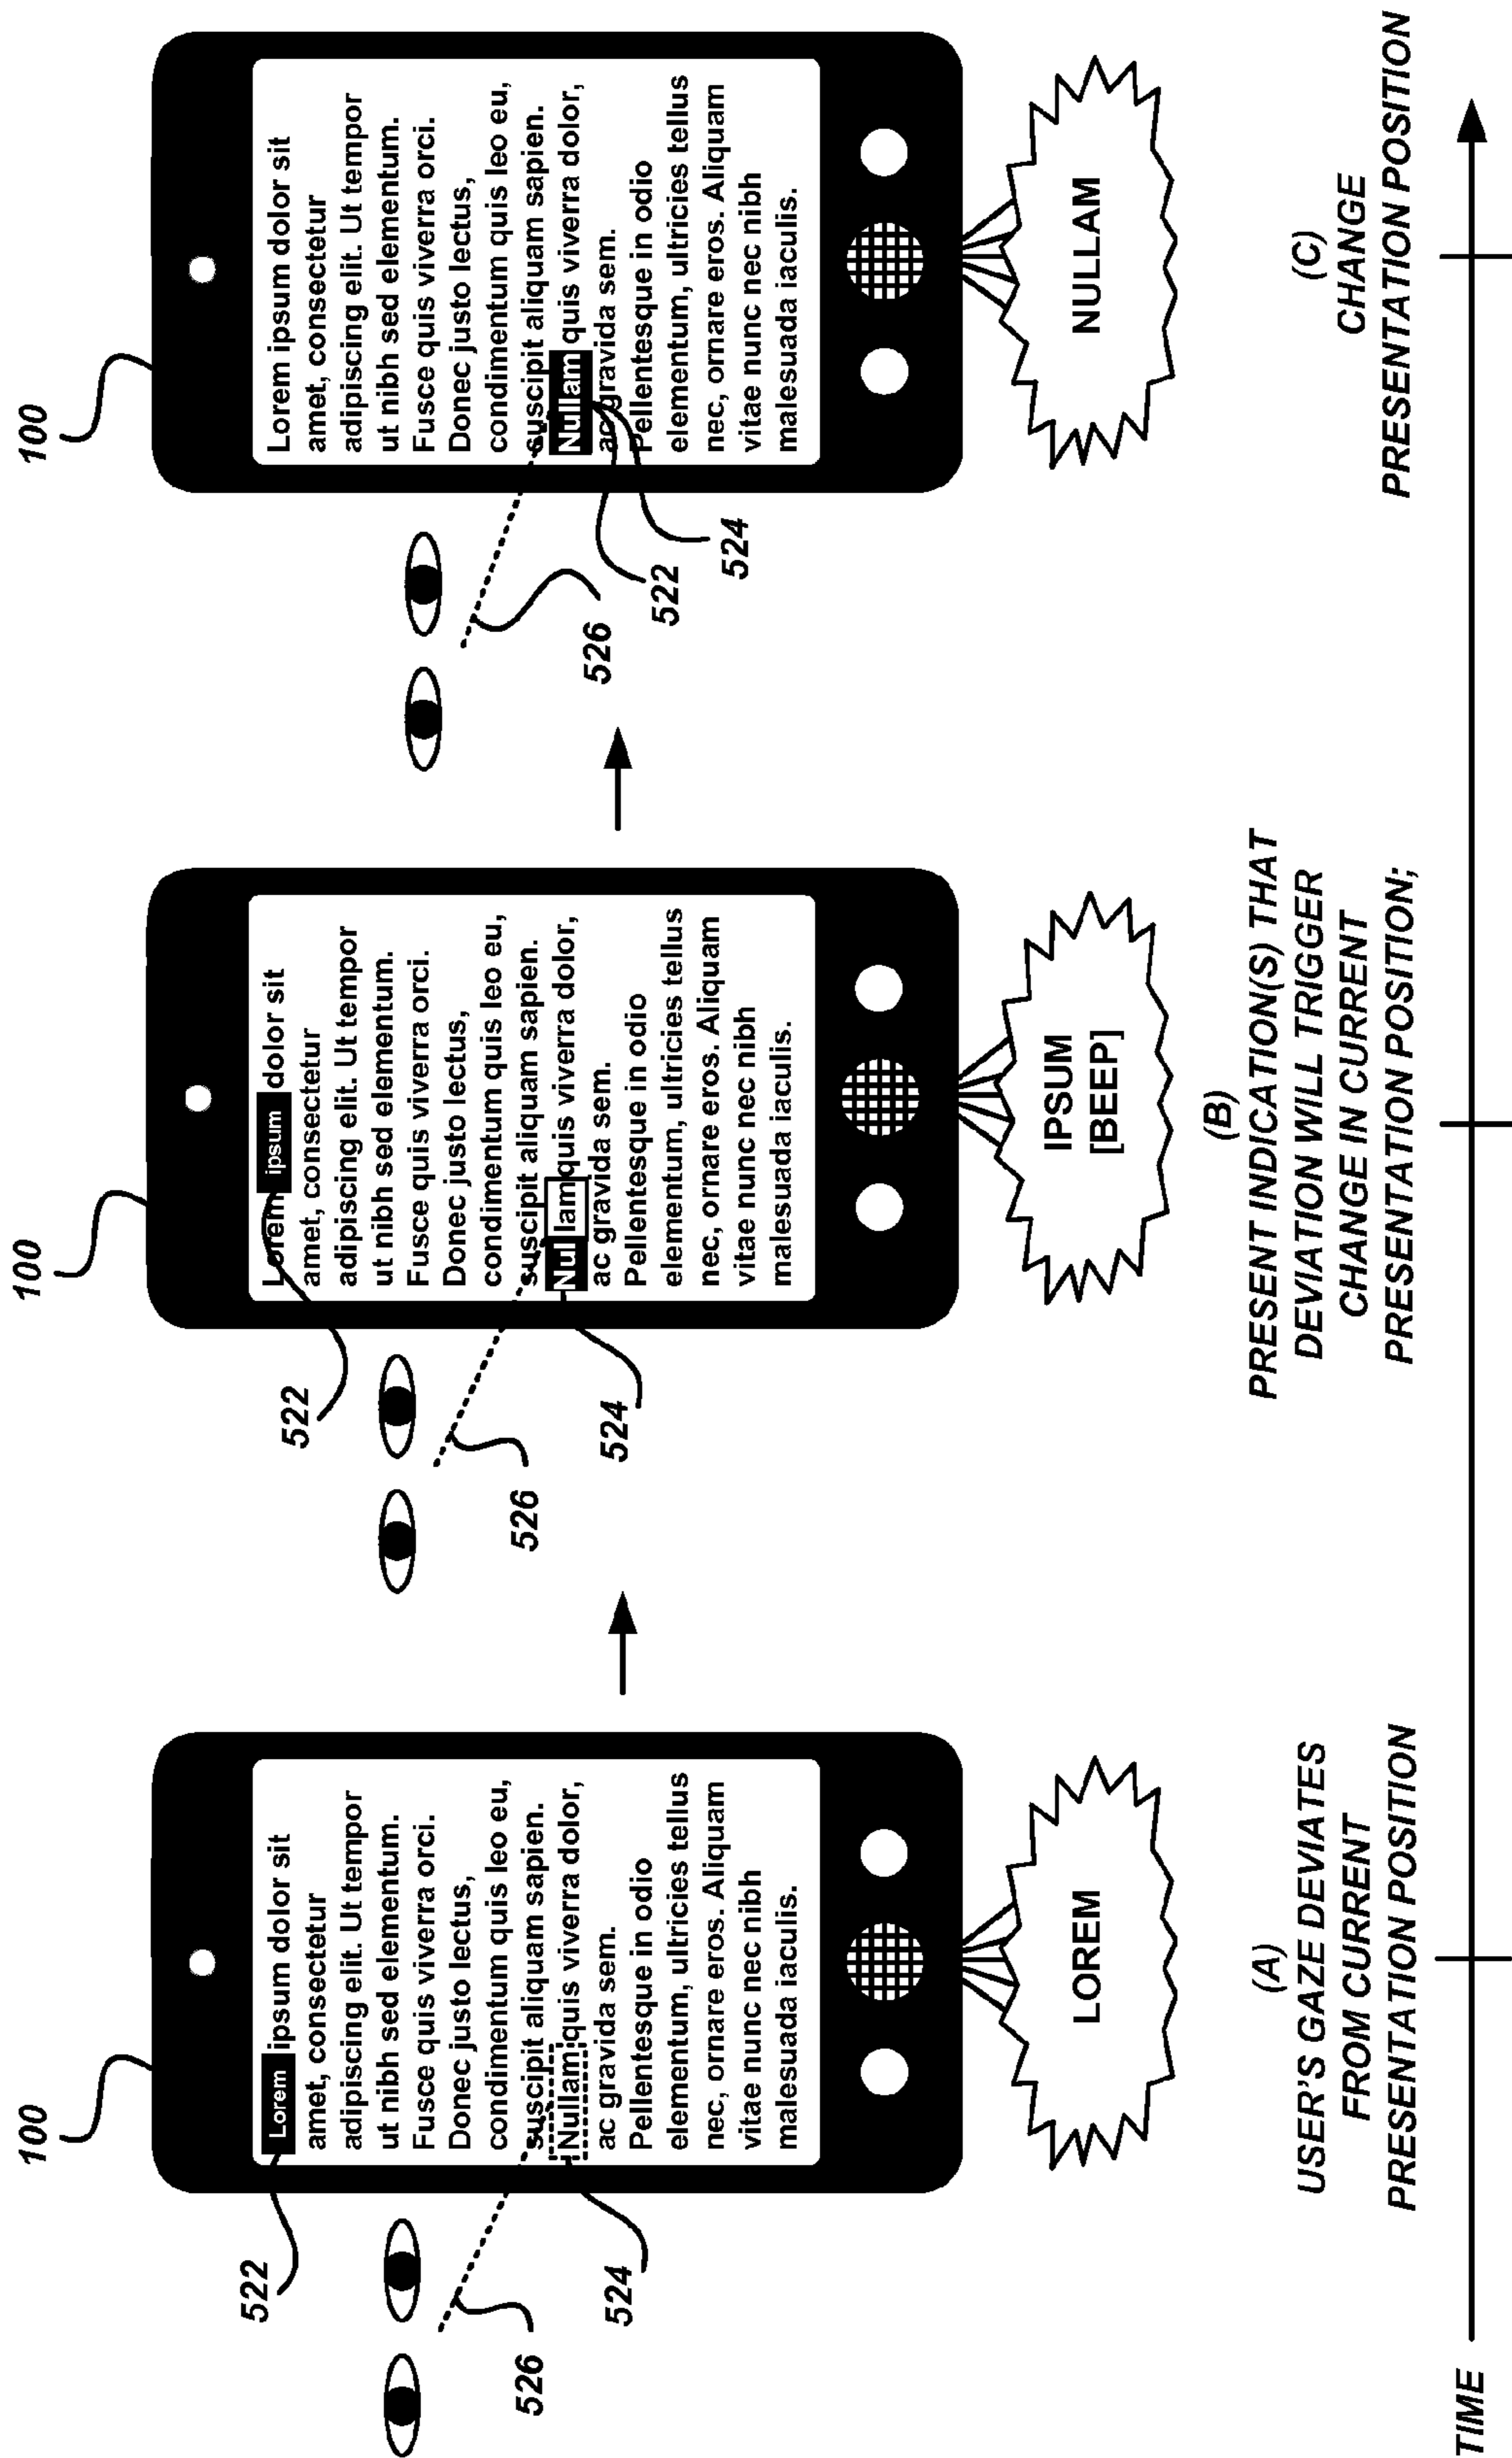 100
Lorem ipsum dolor sit
amet, consectetur
adipiscing elit. Ut tempor
ut nibh sed elementum.
Fusce quis viverra orci.
Donec justo lectus,
condimentum quis leo eu,
suscipit aliquam sapien.
Nullam quis viverra dolor,
ac gravida sem.
Pellentesque in odio
elementum, ultricies tellus
nec, ornare eros. Aliquam
vitae nunc nec nibh
malesuada iaculis.
522
526
524
LOREM
(A)
USER'S GAZE DEVIATES
FROM CURRENT
PRESENTATION POSITION
100
Lorem ipsum dolor sit
amet, consectetur
adipiscing elit. Ut tempor
ut nibh sed elementum.
Fusce quis viverra orci.
Donec justo lectus,
condimentum quis leo eu,
suscipit aliquam sapien.
Nullam quis viverra dolor,
ac gravida sem.
Pellentesque in odio
elementum, ultricies tellus
nec, ornare eros. Aliquam
vitae nunc nec nibh
malesuada iaculis.
522
526
524
IPSUM
[BEEP]
(B)
PRESENT INDICATION(S) THAT
DEVIATION WILL TRIGGER
CHANGE IN CURRENT
PRESENTATION POSITION;
100
Lorem ipsum dolor sit
amet, consectetur
adipiscing elit. Ut tempor
ut nibh sed elementum.
Fusce quis viverra orci.
Donec justo lectus,
condimentum quis leo eu,
suscipit aliquam sapien.
Nullam quis viverra dolor,
ac gravida sem.
Pellentesque in odio
elementum, ultricies tellus
nec, ornare eros. Aliquam
vitae nunc nec nibh
malesuada iaculis.
526
522
524
NULLAM
(C)
CHANGE
PRESENTATION POSITION
TIME